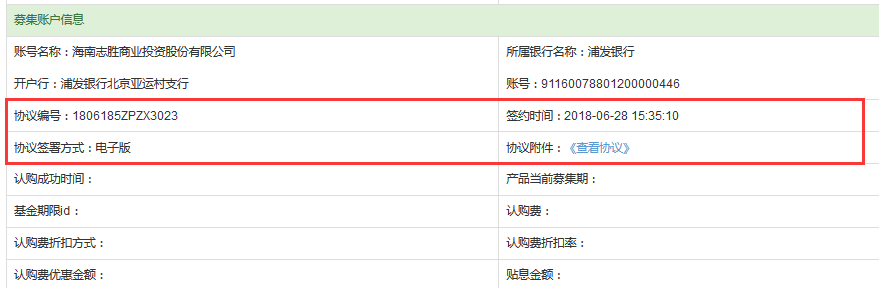 募集账户信息
账号名称：海南志胜商业投资股份有限公司
所属银行名称：浦发银行
开户行：浦发银行北京亚运村支行
账号：91160078801200000446
协议编号：1806185ZPZX3023
签约时间：2018-06-28 15:35:10
协议签署方式：电子版
协议附件：《查看协议》
认购成功时间：
产品当前募集期：
基金期限id：
认购费：
认购费折扣方式：
认购费折扣率：
认购费优惠金额：
贴息金额：